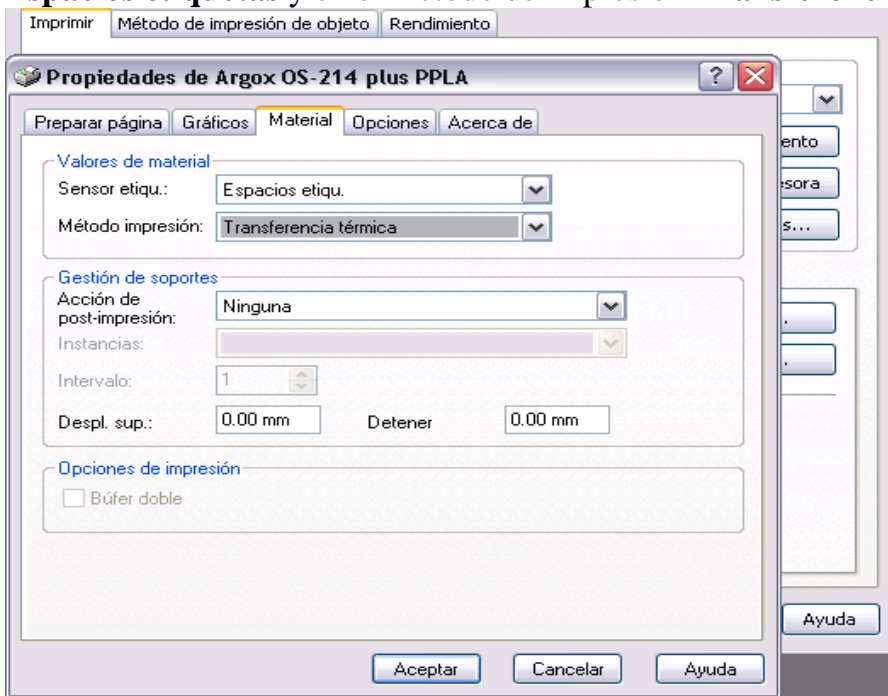 Imprimir Método de impresión de objeto Rendimiento
Propiedades de Argox OS-214 plus PPLA
Preparar página Gráficos Material Opciones Acerca de
Valores de material
Sensor etiqu.: Espacios etiqu.
Método impresión: Transferencia térmica
Gestión de soportes
Acción de
post-impresión: Ninguna
Instancias:
Intervalo: 1
Despl. sup.: 0.00 mm Detener 0.00 mm
Opciones de impresión
Búfer doble
Aceptar Cancelar Ayuda
ento
sora
s...
Ayuda